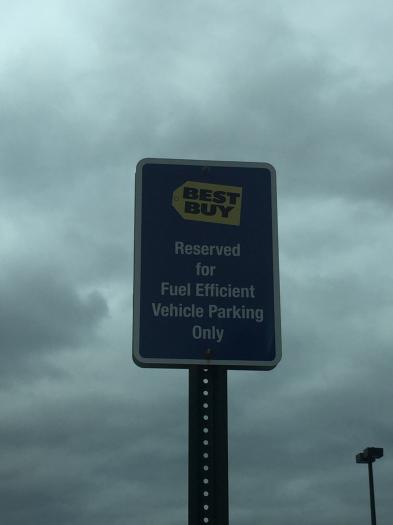 BEST
BUY
Reserved
for
Fuel Efficient
Vehicle Parking
Only